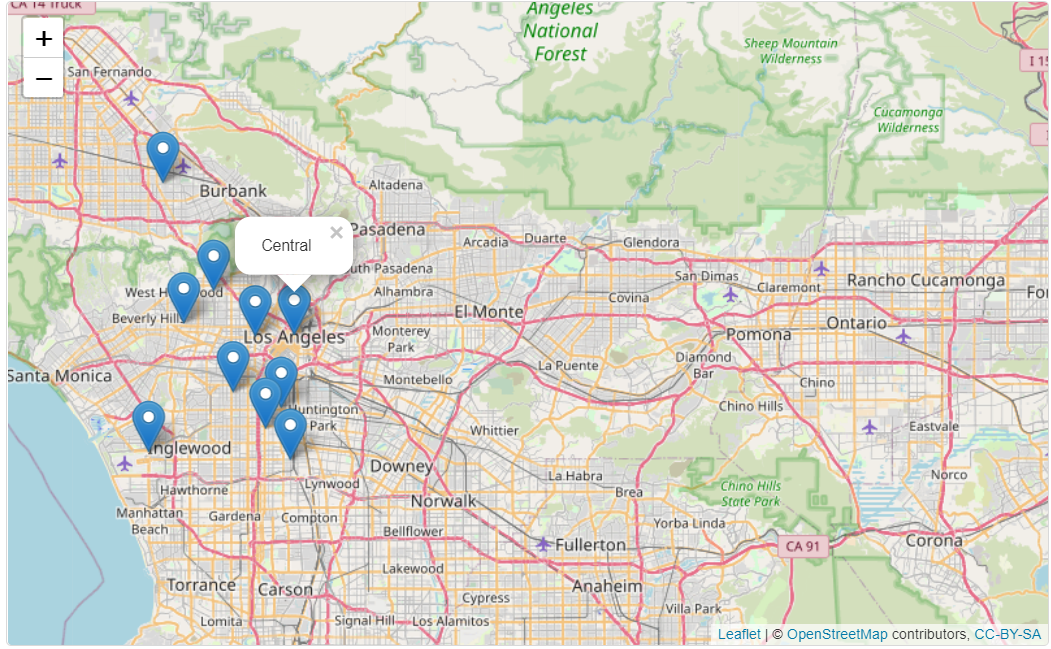 CA 14 Truck
Angeles
National
Forest
+
−
San Fernando
Sheep Mountain
Wilderness
I 15
Cucamonga
Wilderness
Burbank
Altadena
Pasadena
Central
×
Arcadia
Duarte
Glendora
South Pasadena
San Dimas
Claremont
Rancho Cucamonga
West Hollywood
Alhambra
Covina
Beverly Hills
El Monte
Los Angeles
Monterey
Park
Pomona
Ontario
Santa Monica
La Puente
Diamond
Bar
Montebello
Chino
Huntington
Park
Chino Hills
Whittier
Eastvale
Inglewood
Downey
La Habra
Norco
Hawthorne
Lynwood
Brea
Chino Hills
State Park
Manhattan
Beach
Gardena
Compton
Norwalk
Yorba Linda
Bellflower
Fullerton
CA 91
Corona
Torrance
Carson
Lakewood
Anaheim
Cypress
Villa Park
Lomita
Signal Hill
Los Alamitos
Leaflet | © OpenStreetMap contributors, CC-BY-SA